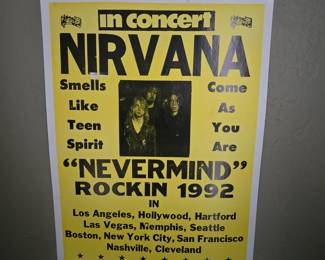 in concert
NIRVANA
Smells
Like
Teen
Spirit
Come
As
You
Are
"NEVERMIND"
ROCKIN 1992
IN
Los Angeles, Hollywood, Hartford
Las Vegas, Memphis, Seattle
Boston, New York City, San Francisco
Nashville, Cleveland